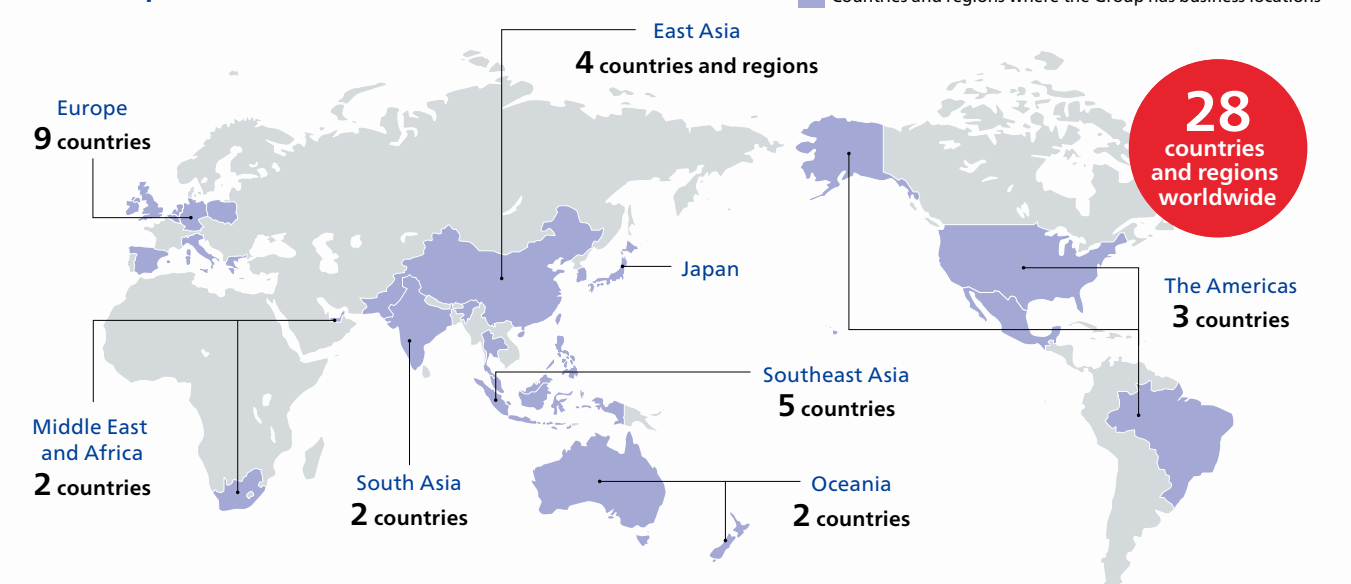 Countries and regions where the Group has business locations
East Asia
4 countries and regions
Europe
9 countries
28
countries
and regions
worldwide
Japan
The Americas
3 countries
Southeast Asia
5 countries
Middle East
and Africa
2 countries
South Asia
2 countries
Oceania
2 countries